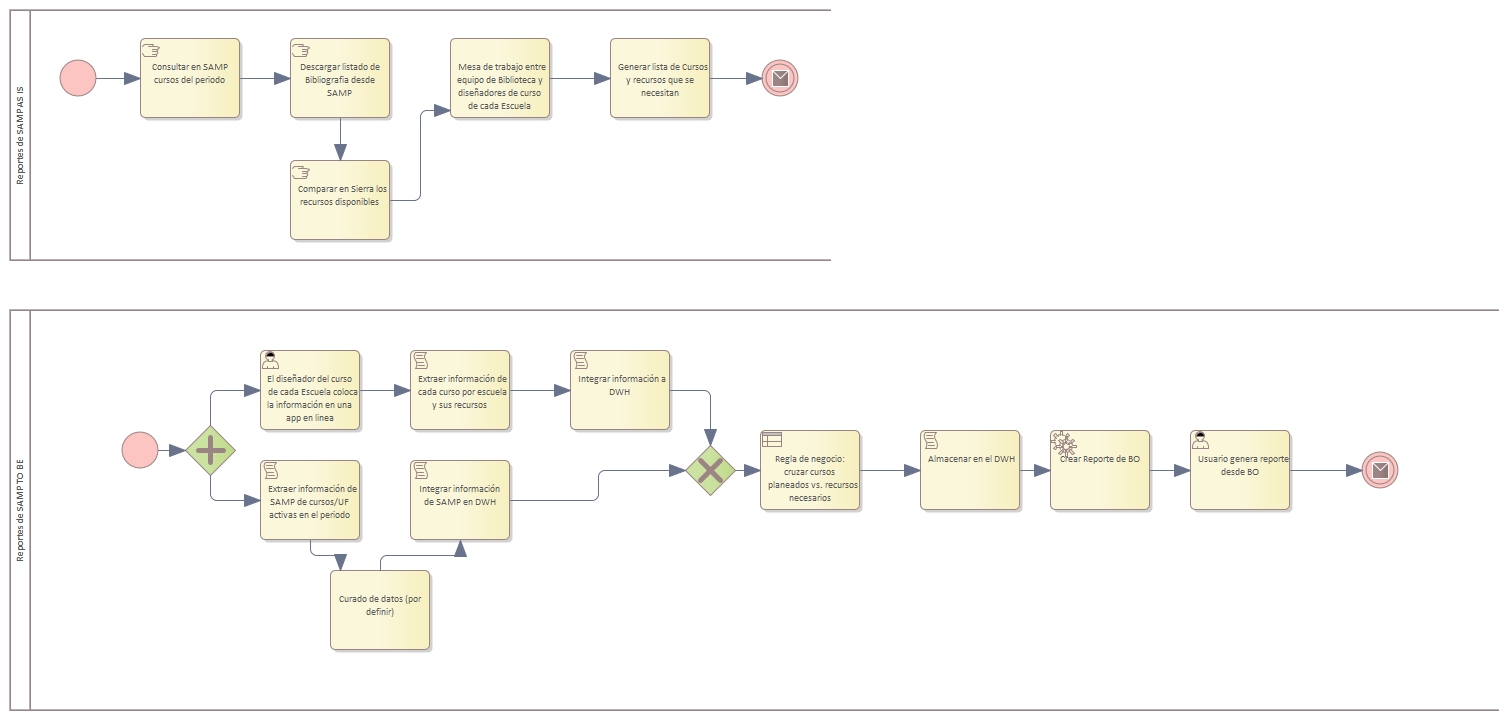 Reportes de SAMP AS IS
Consultar en SAMP
cursos del periodo
Descargar listado de
Bibliografia desde
SAMP
Comparar en Sierra los
recursos disponibles
Mesa de trabajo entre
equipo de Biblioteca y
diseñadores de curso
de cada Escuela
Generar lista de Cursos
y recursos que se
necesitan
Reportes de SAMP TO BE
El diseñador del curso
de cada Escuela coloca
la información en una
app en linea
Extraer información de
cada curso por escuela
y sus recursos
Integrar información a
DWH
Extraer información de
SAMP de cursos/UF
activas en el periodo
Curado de datos (por
definir)
Integrar información
de SAMP en DWH
Regla de negocio:
cruzar cursos
planeados vs. recursos
necesarios
Almacenar en el DWH
Crear Reporte de BO
Usuario genera reporte
desde BO